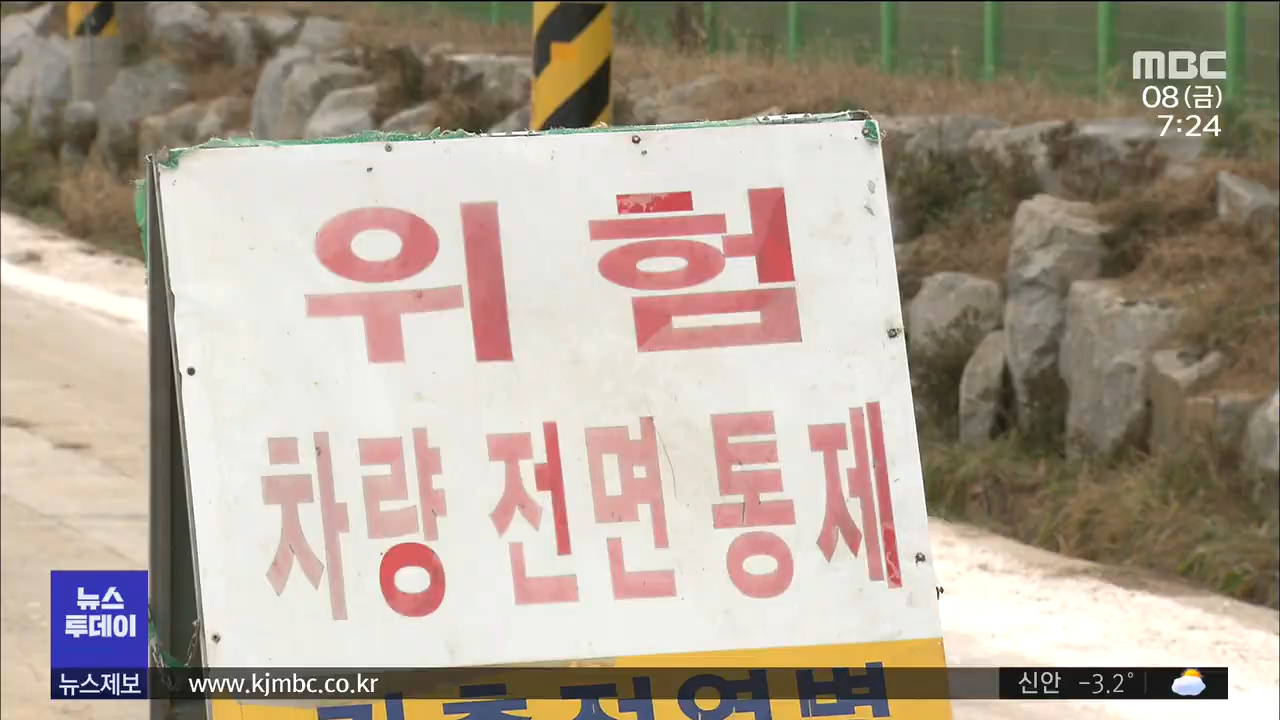 MBC
08(금)
7:24
위험
차량 전면 통제
뉴스
투데이
뉴스제보 www.kjmbc.co.kr
신안 -3.2°